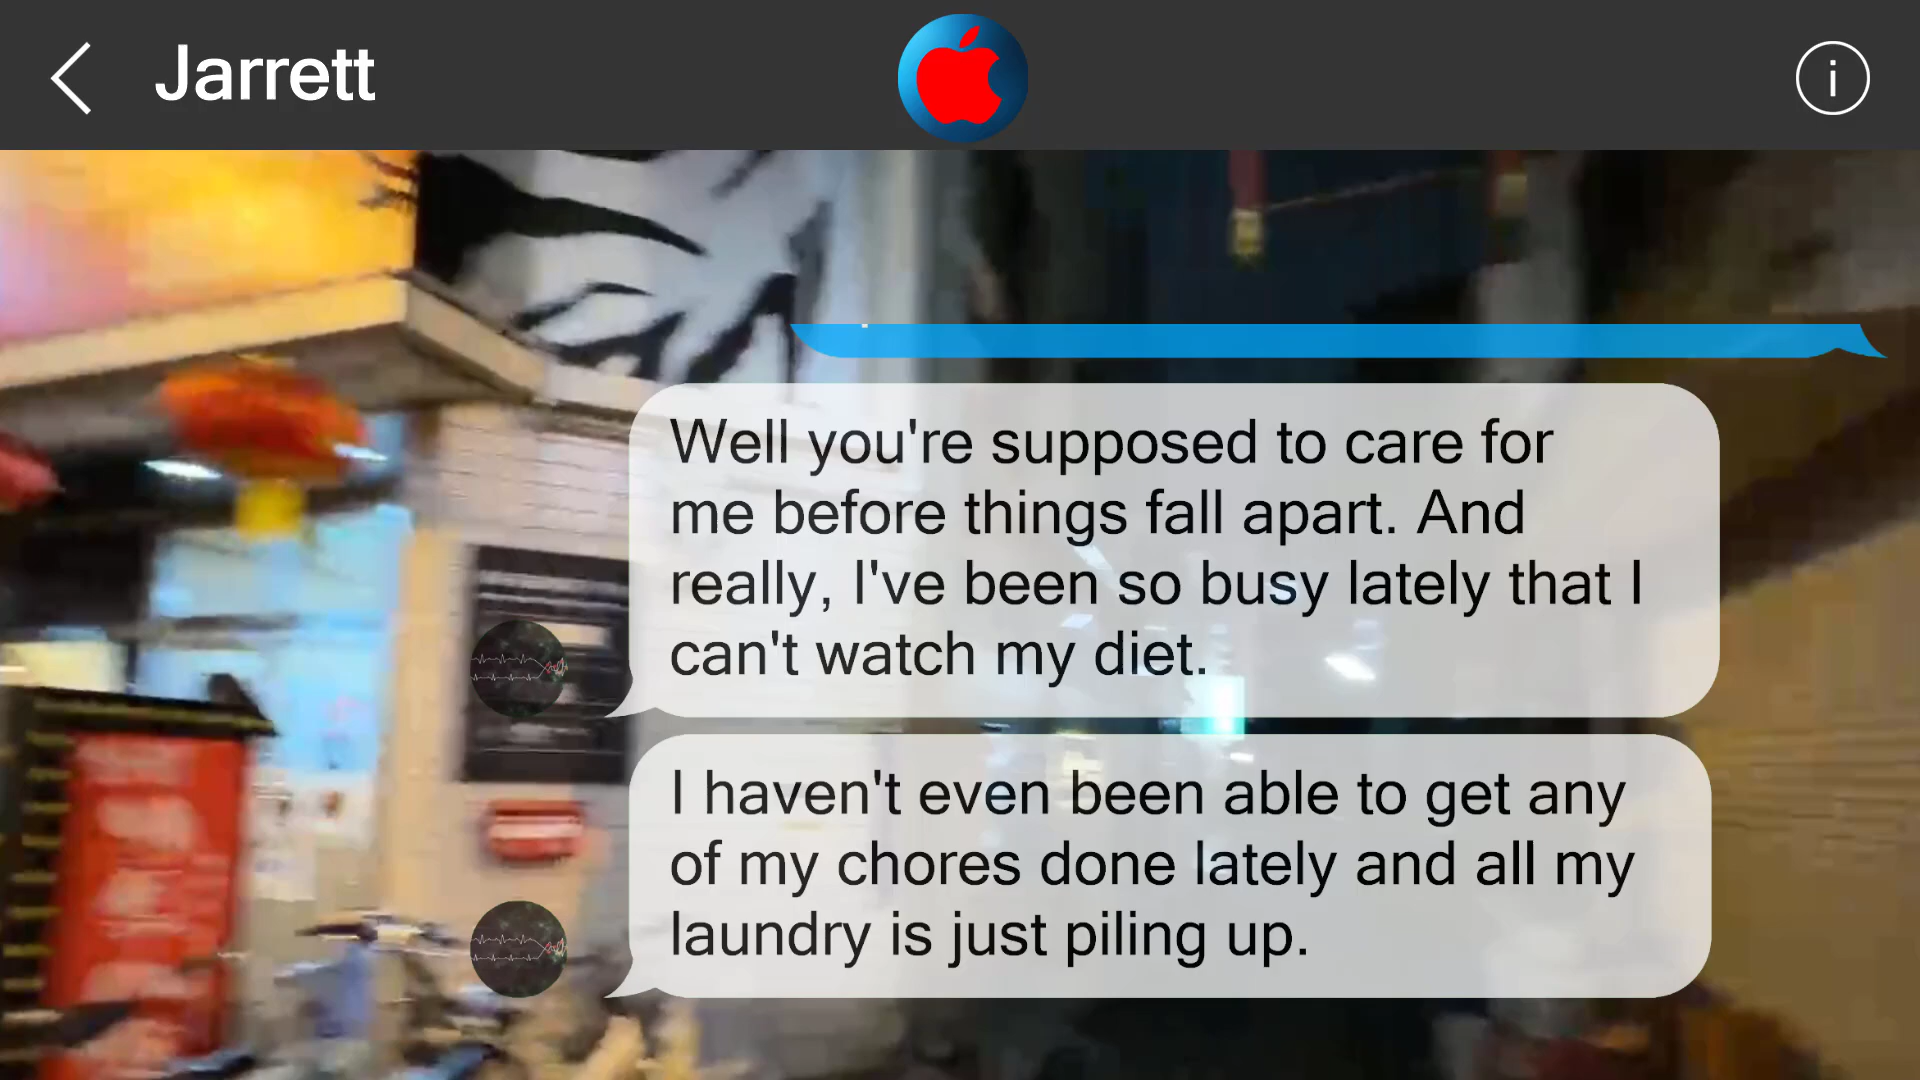 Jarrett
Well you're supposed to care for
me before things fall apart. And
really, I've been so busy lately that I
can't watch my diet.
I haven't even been able to get any
of my chores done lately and all my
laundry is just piling up.